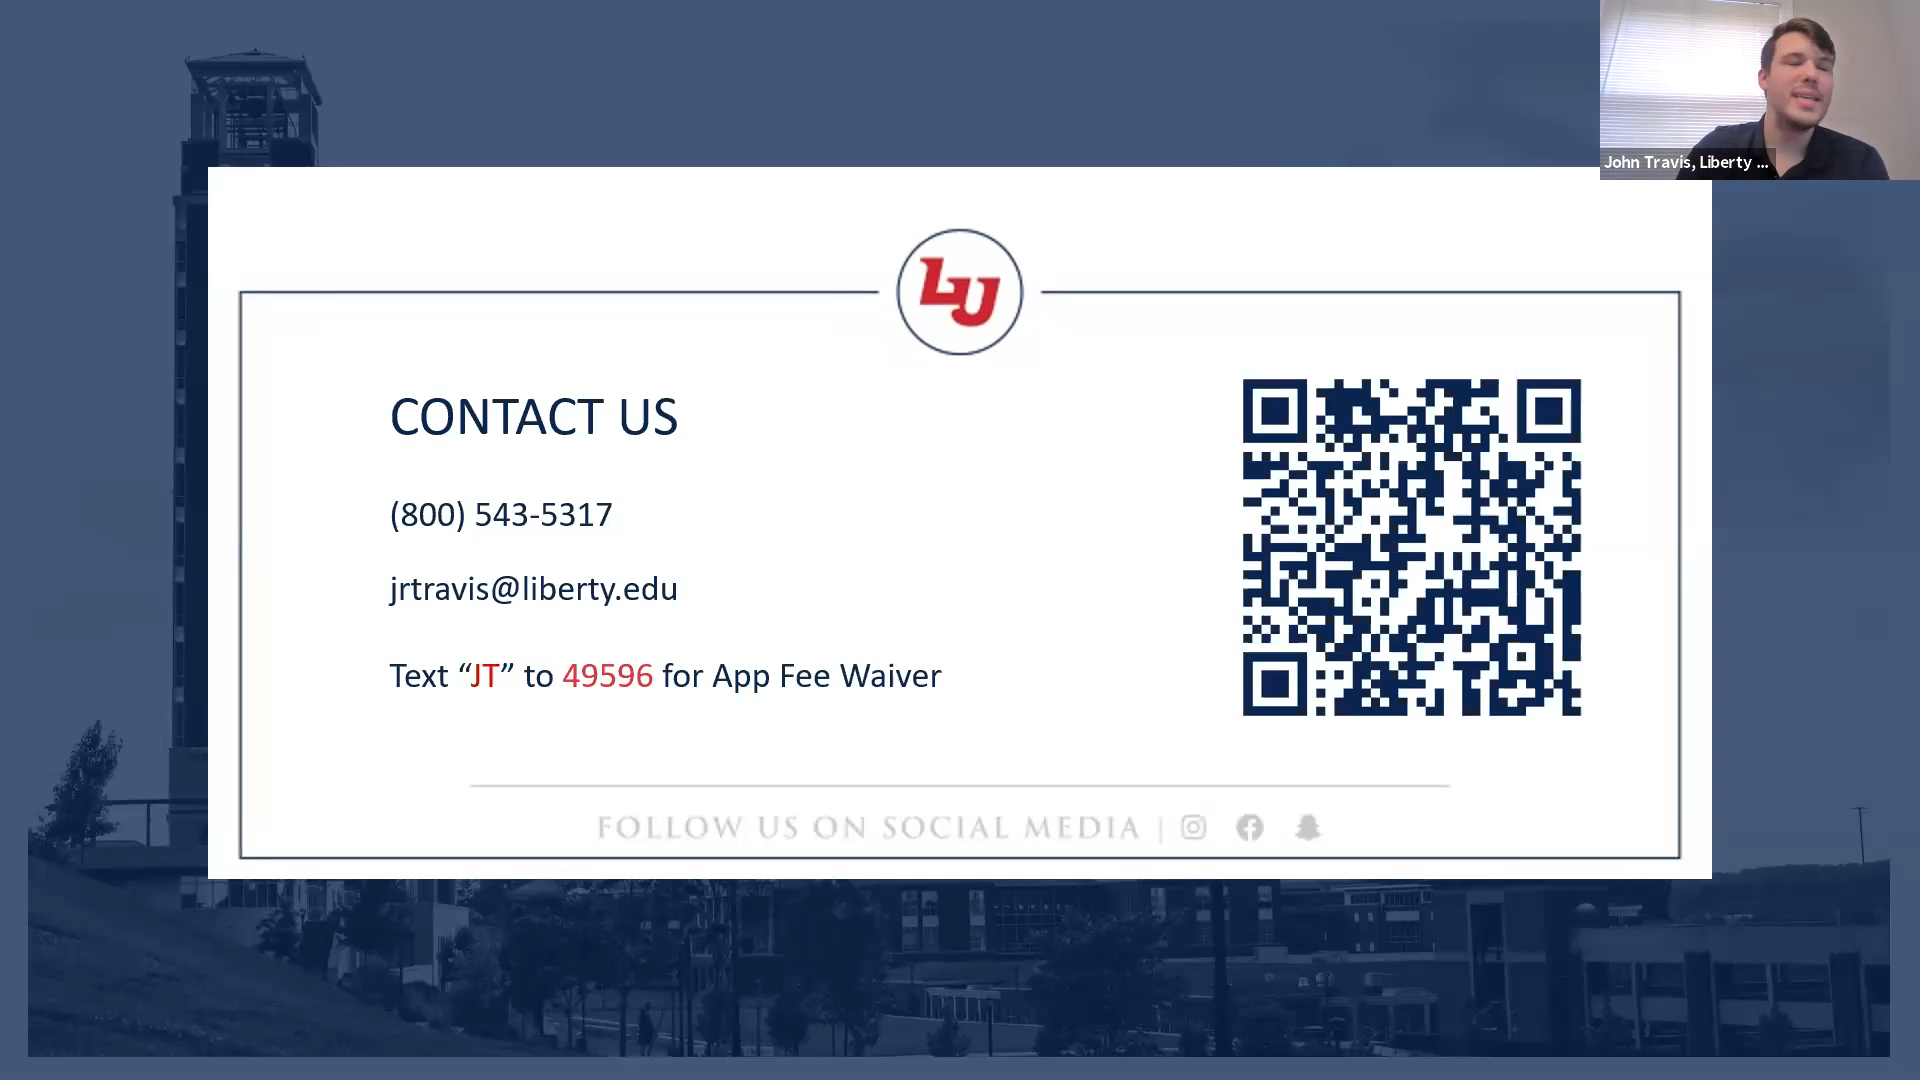 John Travis, Liberty ...
LU
CONTACT US
(800) 543-5317
jrtravis@liberty.edu
Text “JT” to 49596 for App Fee Waiver
FOLLOW US ON SOCIAL MEDIA |